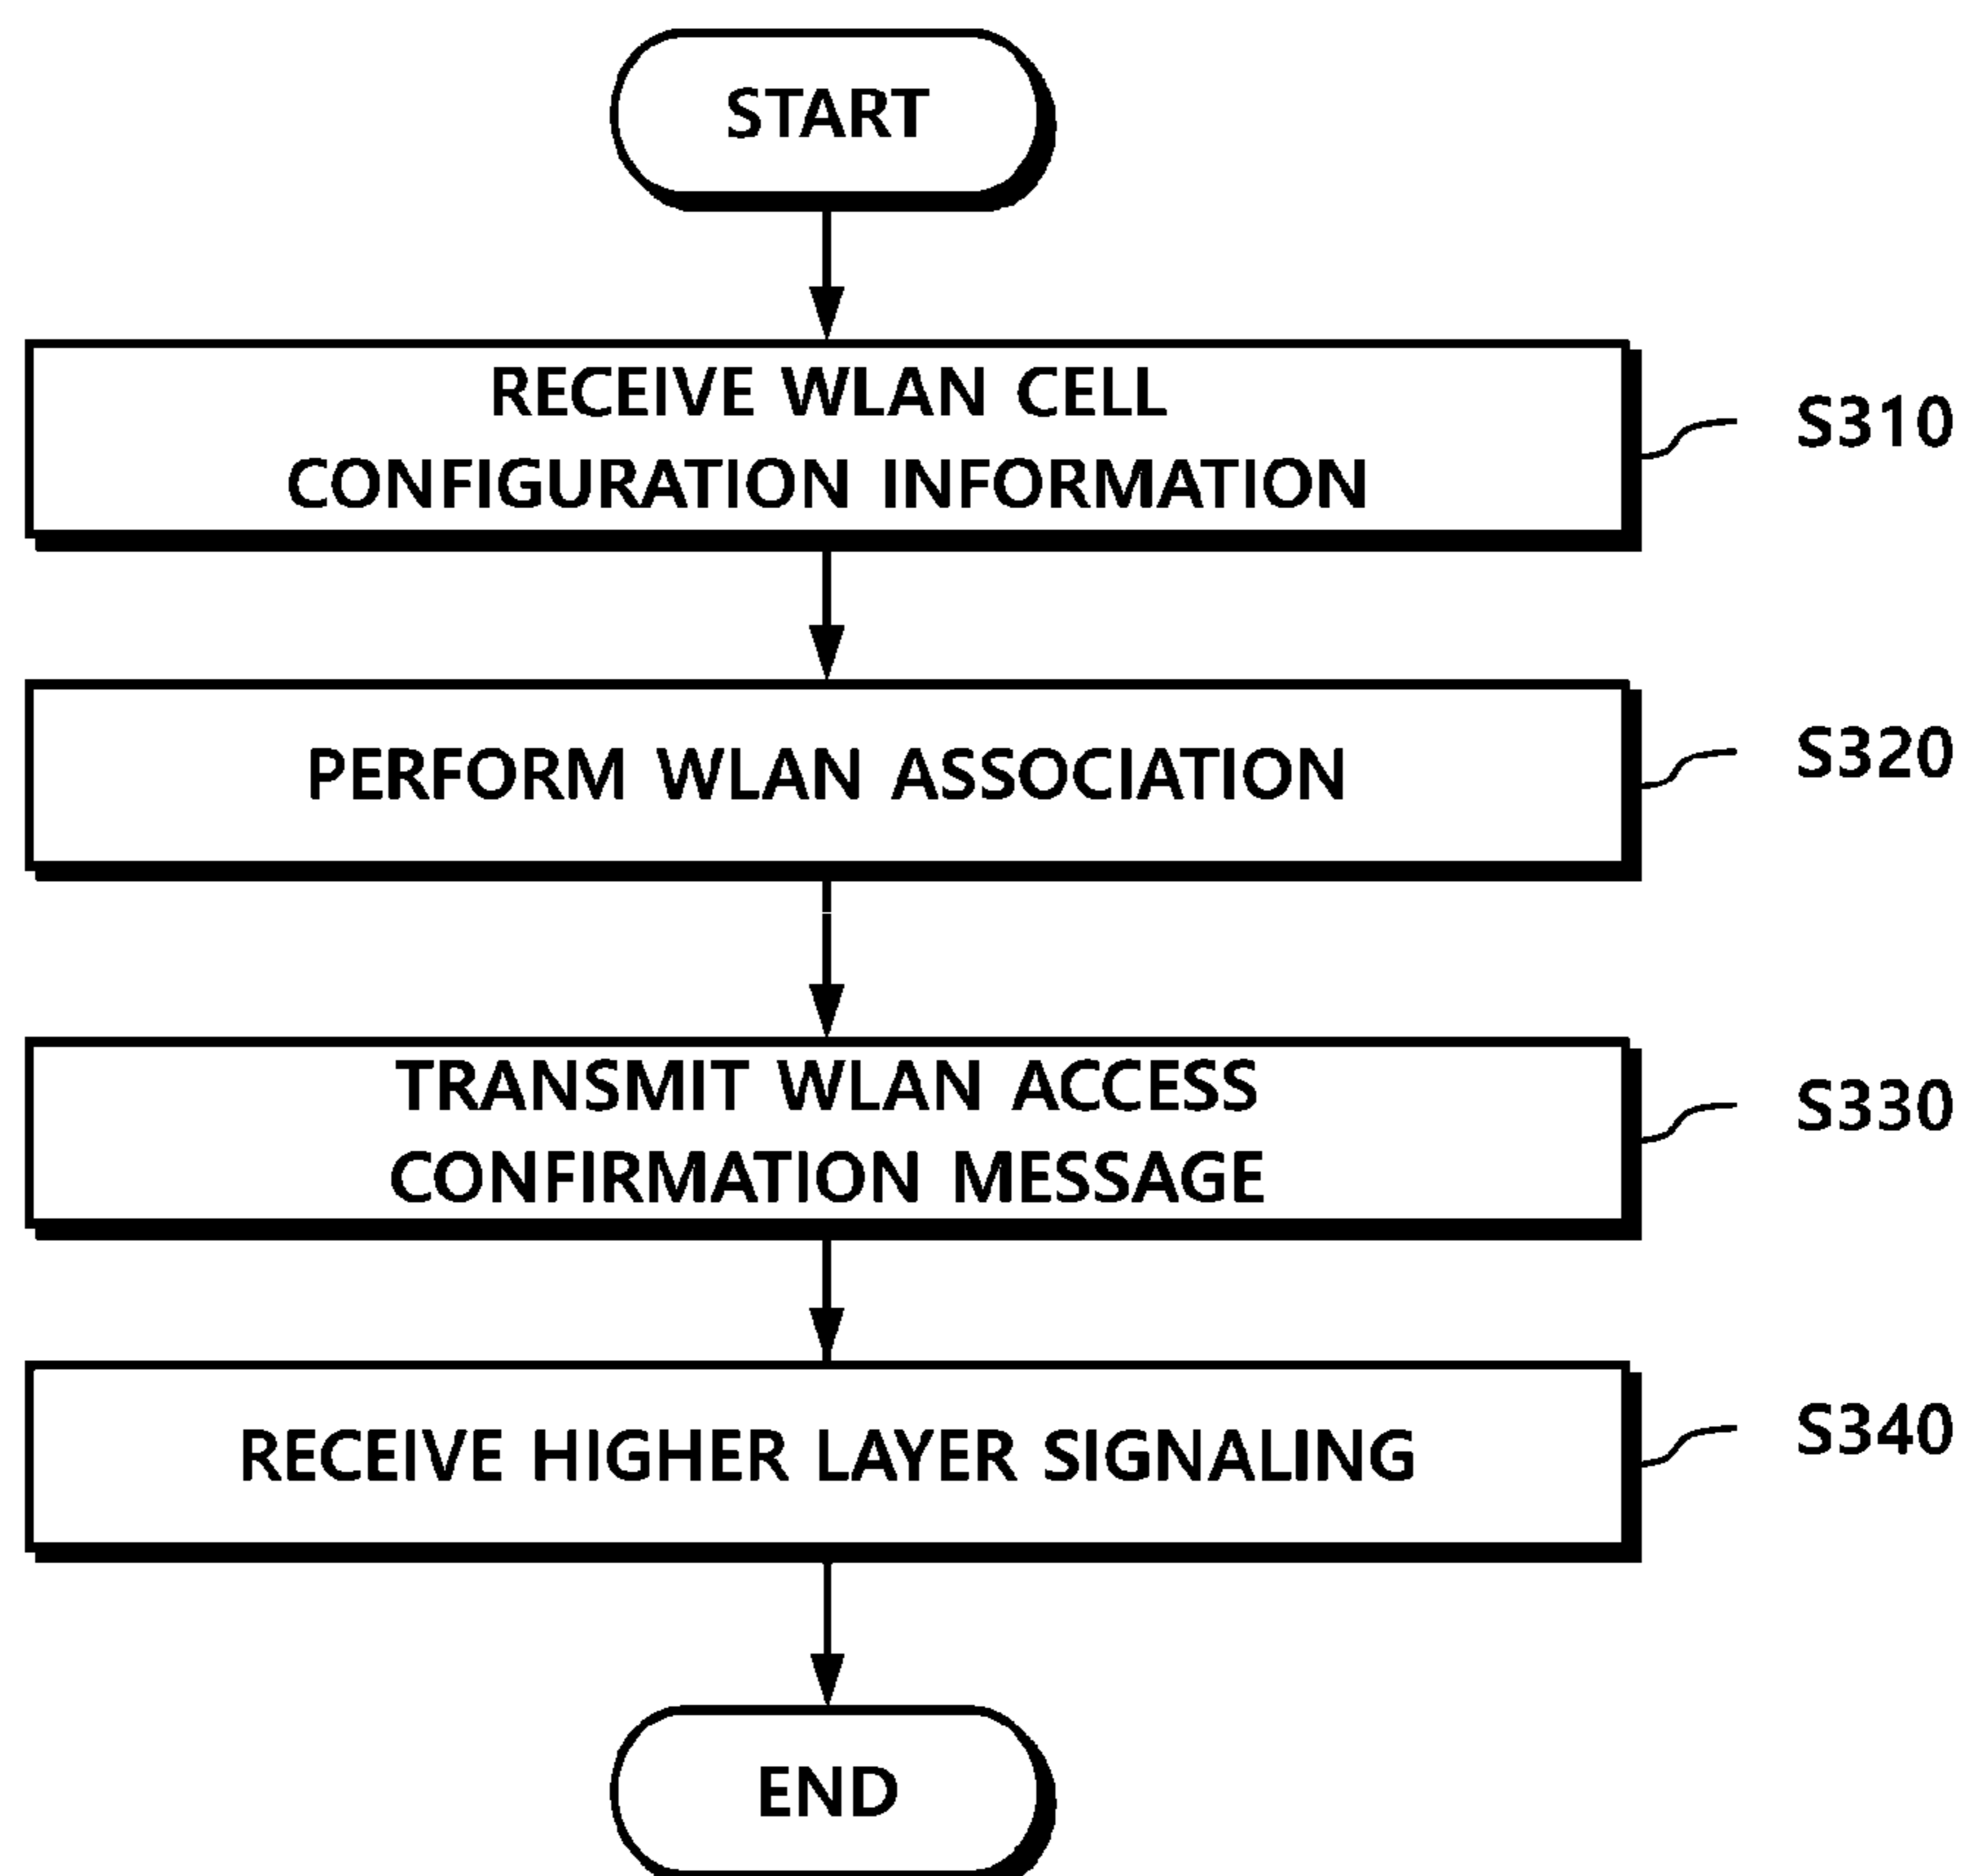 START
RECEIVE WLAN CELL
CONFIGURATION INFORMATION
S310
PERFORM WLAN ASSOCIATION
S320
TRANSMIT WLAN ACCESS
CONFIRMATION MESSAGE
S330
RECEIVE HIGHER LAYER SIGNALING
S340
END